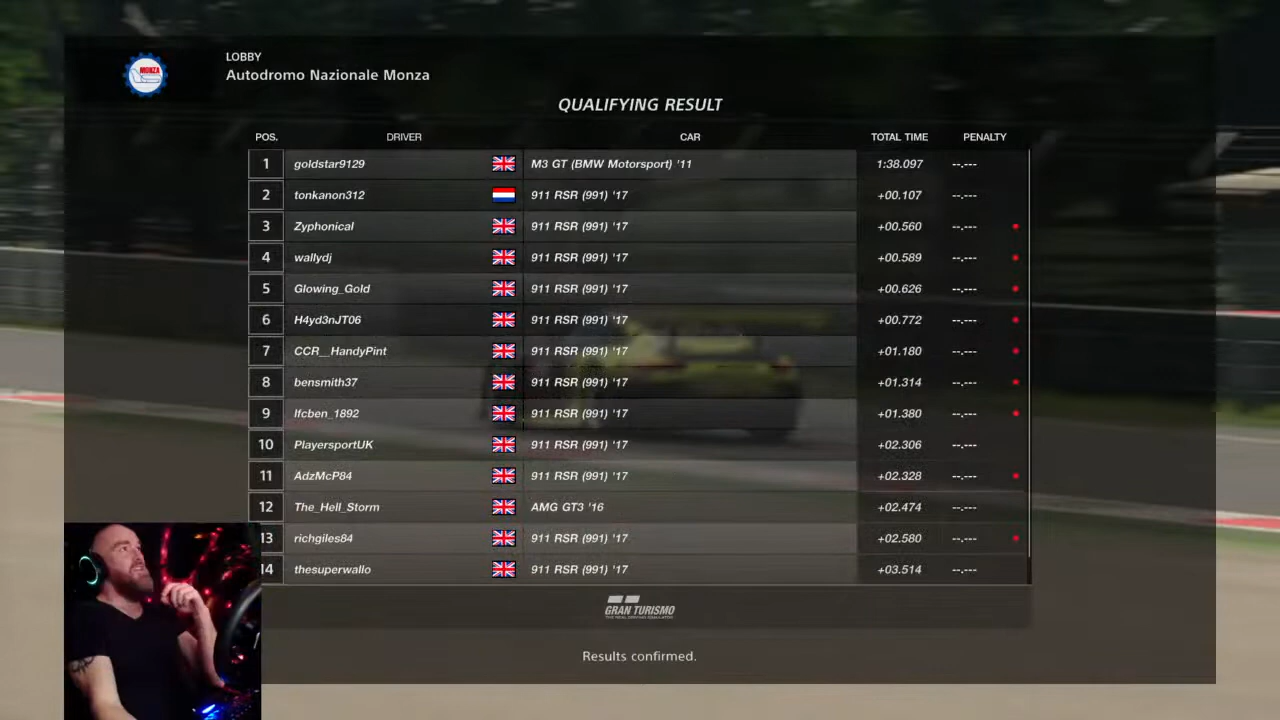 LOBBY
Autodromo Nazionale Monza
MONZA
QUALIFYING RESULT
POS. DRIVER CAR TOTAL TIME PENALTY
1 goldstar9129 M3 GT (BMW Motorsport) '11 1:38.097 --.---
2 tonkanon312 911 RSR (991) '17 +00.107 --.---
3 Zyphonical 911 RSR (991) '17 +00.560 --.---
4 wallydj 911 RSR (991) '17 +00.589 --.---
5 Glowing_Gold 911 RSR (991) '17 +00.626 --.---
6 H4yd3nJT06 911 RSR (991) '17 +00.772 --.---
7 CCR__HandyPint 911 RSR (991) '17 +01.180 --.---
8 bensmith37 911 RSR (991) '17 +01.314 --.---
9 lfcben_1892 911 RSR (991) '17 +01.380 --.---
10 PlayersportUK 911 RSR (991) '17 +02.306 --.---
11 AdzMcP84 911 RSR (991) '17 +02.328 --.---
12 The_Hell_Storm AMG GT3 '16 +02.474 --.---
13 richgiles84 911 RSR (991) '17 +02.580 --.---
14 thesuperwallo 911 RSR (991) '17 +03.514 --.---
GRAN TURISMO
THE REAL DRIVING SIMULATOR
Results confirmed.